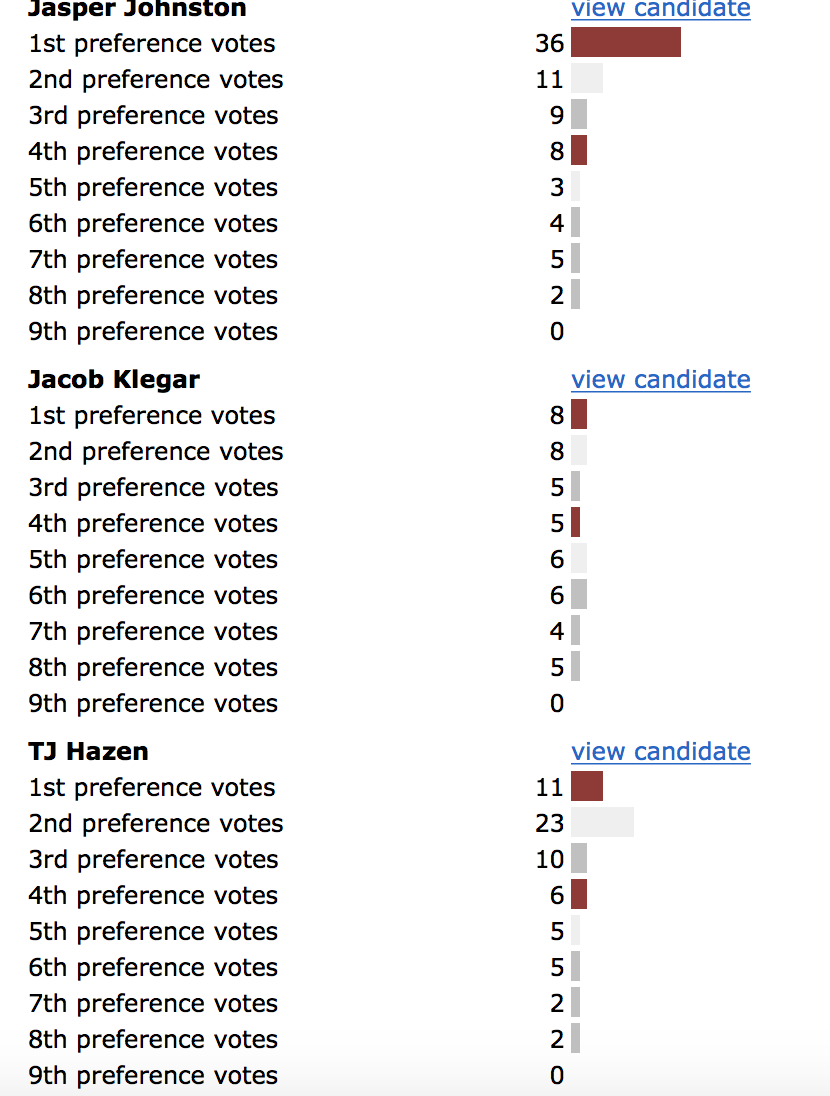 Jasper Johnston view candidate
1st preference votes 36
2nd preference votes 11
3rd preference votes 9
4th preference votes 8
5th preference votes 3
6th preference votes 4
7th preference votes 5
8th preference votes 2
9th preference votes 0
Jacob Klegar view candidate
1st preference votes 8
2nd preference votes 8
3rd preference votes 5
4th preference votes 5
5th preference votes 6
6th preference votes 6
7th preference votes 4
8th preference votes 5
9th preference votes 0
TJ Hazen view candidate
1st preference votes 11
2nd preference votes 23
3rd preference votes 10
4th preference votes 6
5th preference votes 5
6th preference votes 5
7th preference votes 2
8th preference votes 2
9th preference votes 0